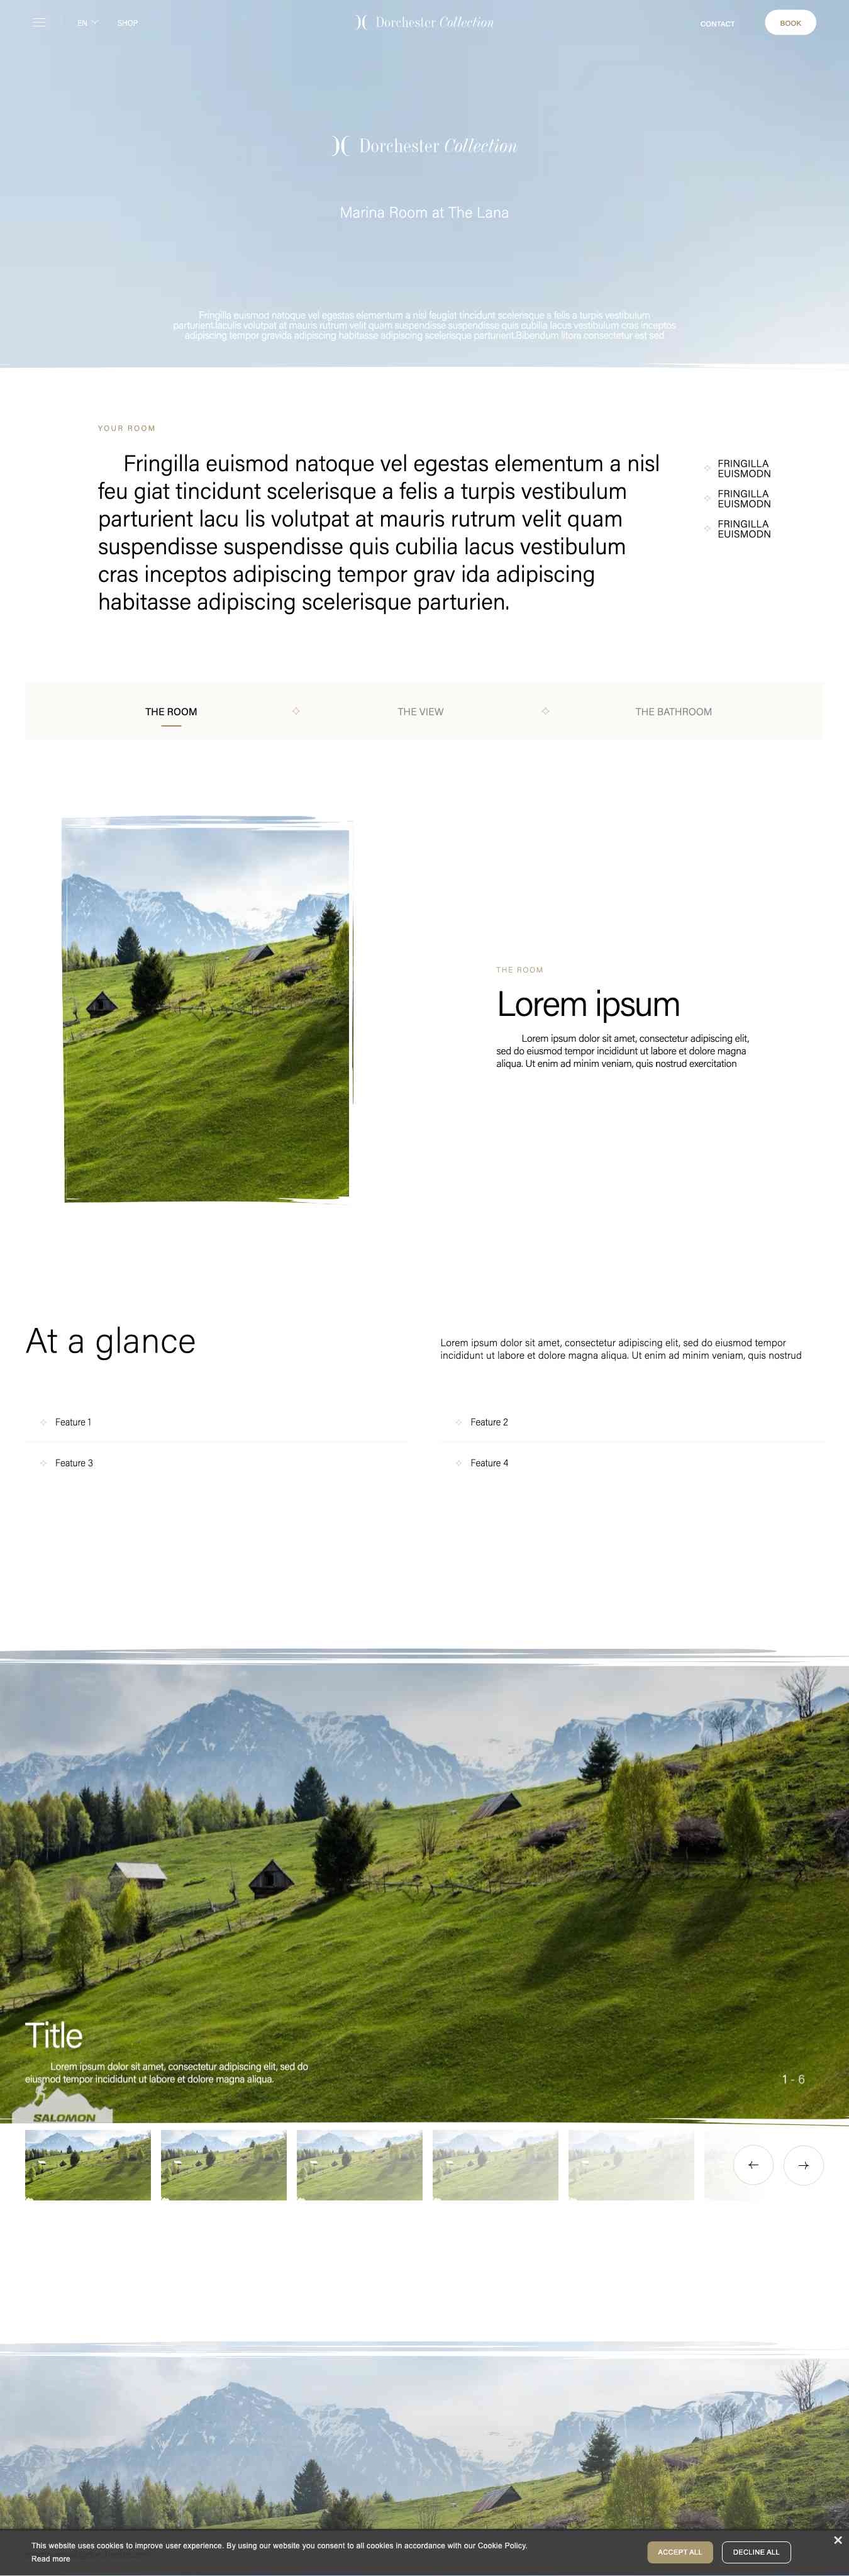 EN
SHOP
Dorchester Collection
CONTACT
BOOK
Dorchester Collection
Marina Room at The Lana
Fringilla euismod natoque vel egestas elementum a nisl feugiat tincidunt scelerisque a felis a turpis vestibulum
parturient.Iaculis volutpat at mauris rutrum velit quam suspendisse suspendisse quis cubilia lacus vestibulum cras inceptos
adipiscing tempor gravida adipiscing habitasse adipiscing scelerisque parturient.Bibendum litora consectetur est sed
YOUR ROOM
Fringilla euismod natoque vel egestas elementum a nisl
feu giat tincidunt scelerisque a felis a turpis vestibulum
parturient lacu lis volutpat at mauris rutrum velit quam
suspendisse suspendisse quis cubilia lacus vestibulum
cras inceptos adipiscing tempor grav ida adipiscing
habitasse adipiscing scelerisque parturien.
FRINGILLA
EUISMODN
FRINGILLA
EUISMODN
FRINGILLA
EUISMODN
THE ROOM
THE VIEW
THE BATHROOM
THE ROOM
Lorem ipsum
Lorem ipsum dolor sit amet, consectetur adipiscing elit,
sed do eiusmod tempor incididunt ut labore et dolore magna
aliqua. Ut enim ad minim veniam, quis nostrud exercitation
At a glance
Lorem ipsum dolor sit amet, consectetur adipiscing elit, sed do eiusmod tempor
incididunt ut labore et dolore magna aliqua. Ut enim ad minim veniam, quis nostrud
Feature 1
Feature 2
Feature 3
Feature 4
Title
Lorem ipsum dolor sit amet, consectetur adipiscing elit, sed do
eiusmod tempor incididunt ut labore et dolore magna aliqua.
1 - 6
SALOMON
This website uses cookies to improve user experience. By using our website you consent to all cookies in accordance with our Cookie Policy.
Read more
ACCEPT ALL
DECLINE ALL